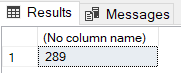 Results Messages
(No column name)
1 289